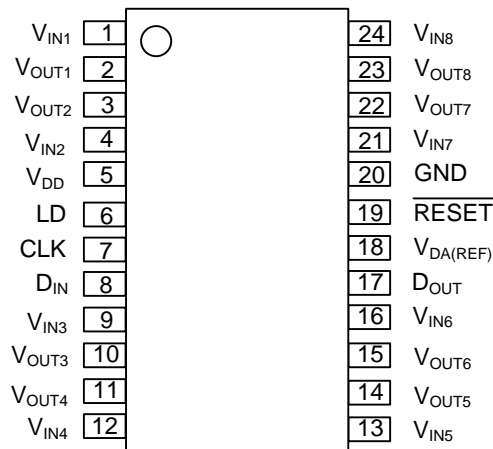 VIN1 1 24 VIN8
VOUT1 2 23 VOUT8
VOUT2 3 22 VOUT7
VIN2 4 21 VIN7
VDD 5 20 GND
LD 6 19 RESET
CLK 7 18 VDA(REF)
DIN 8 17 DOUT
VIN3 9 16 VIN6
VOUT3 10 15 VOUT6
VOUT4 11 14 VOUT5
VIN4 12 13 VIN5